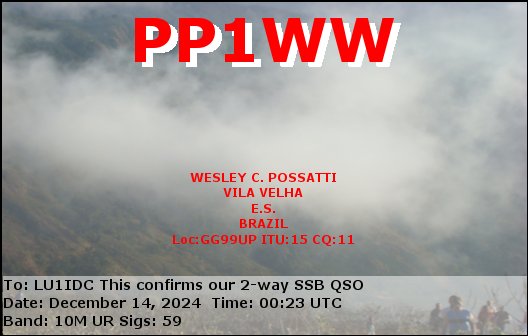 PP1WW
WESLEY C. POSSATTI
VILA VELHA
E.S.
BRAZIL
Loc:GG99UP ITU:15 CQ:11
To: LU1IDC This confirms our 2-way SSB QSO
Date: December 14, 2024 Time: 00:23 UTC
Band: 10M UR Sigs: 59